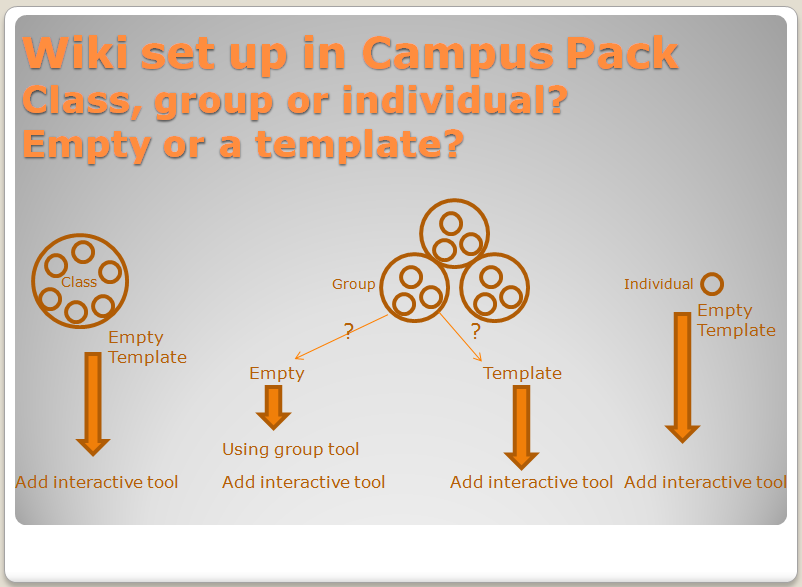 Wiki set up in Campus Pack
Class, group or individual?
Empty or a template?
Class
Empty
Template
Add interactive tool
Group
?
?
Empty
Using group tool
Add interactive tool
Template
Add interactive tool
Individual
Empty
Template
Add interactive tool